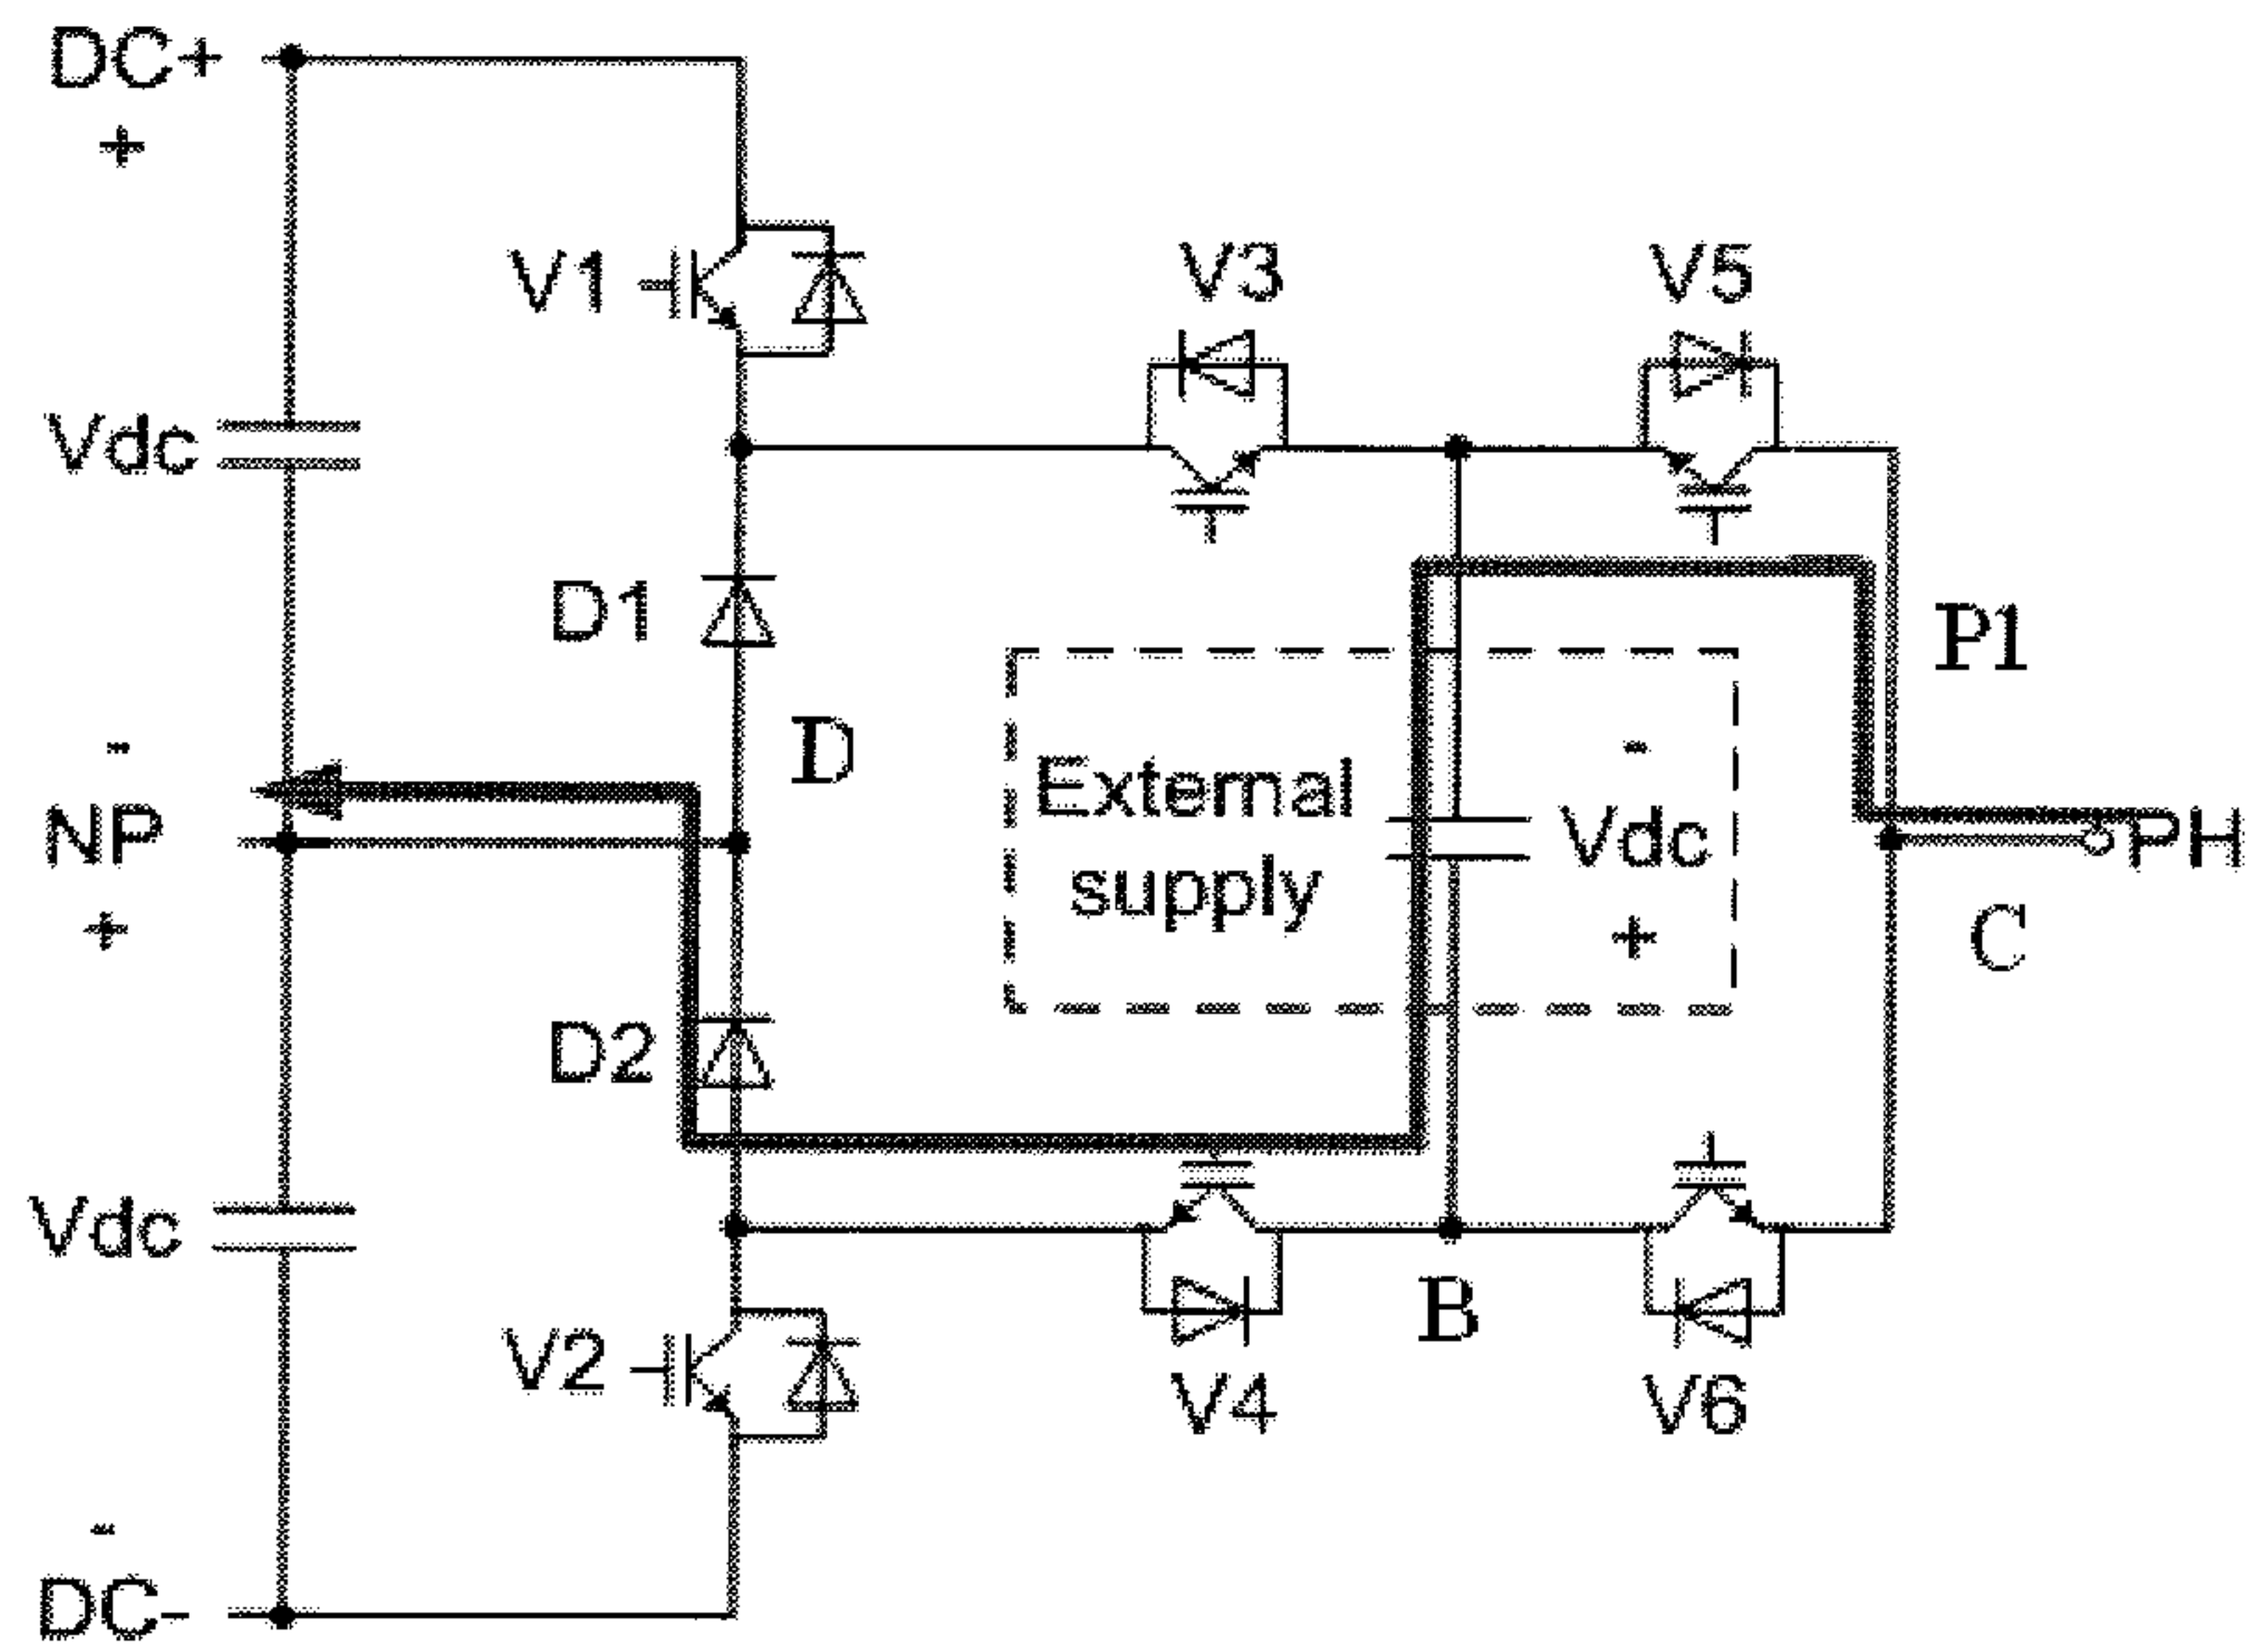 DC+
+
V1
V3
V5
Vdc
D1
P1
D
-
External
supply
-
Vdc
+
NP
PH
+
C
D2
Vdc
B
V2
V4
V6
-
DC-